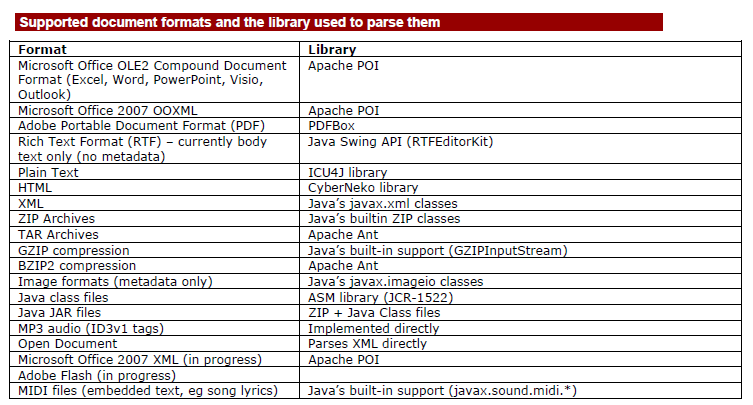 Supported document formats and the library used to parse them
Format Library
Microsoft Office OLE2 Compound Document Apache POI
Format (Excel, Word, PowerPoint, Visio,
Outlook)
Microsoft Office 2007 OOXML Apache POI
Adobe Portable Document Format (PDF) PDFBox
Rich Text Format (RTF) – currently body Java Swing API (RTFEditorKit)
text only (no metadata)
Plain Text ICU4J library
HTML CyberNeko library
XML Java's javax.xml classes
ZIP Archives Java's builtin ZIP classes
TAR Archives Apache Ant
GZIP compression Java's built-in support (GZIPInputStream)
BZIP2 compression Apache Ant
Image formats (metadata only) Java's javax.imageio classes
Java class files ASM library (JCR-1522)
Java JAR files ZIP + Java Class files
MP3 audio (ID3v1 tags) Implemented directly
Open Document Parses XML directly
Microsoft Office 2007 XML (in progress) Apache POI
Adobe Flash (in progress)
MIDI files (embedded text, eg song lyrics) Java's built-in support (javax.sound.midi.*)